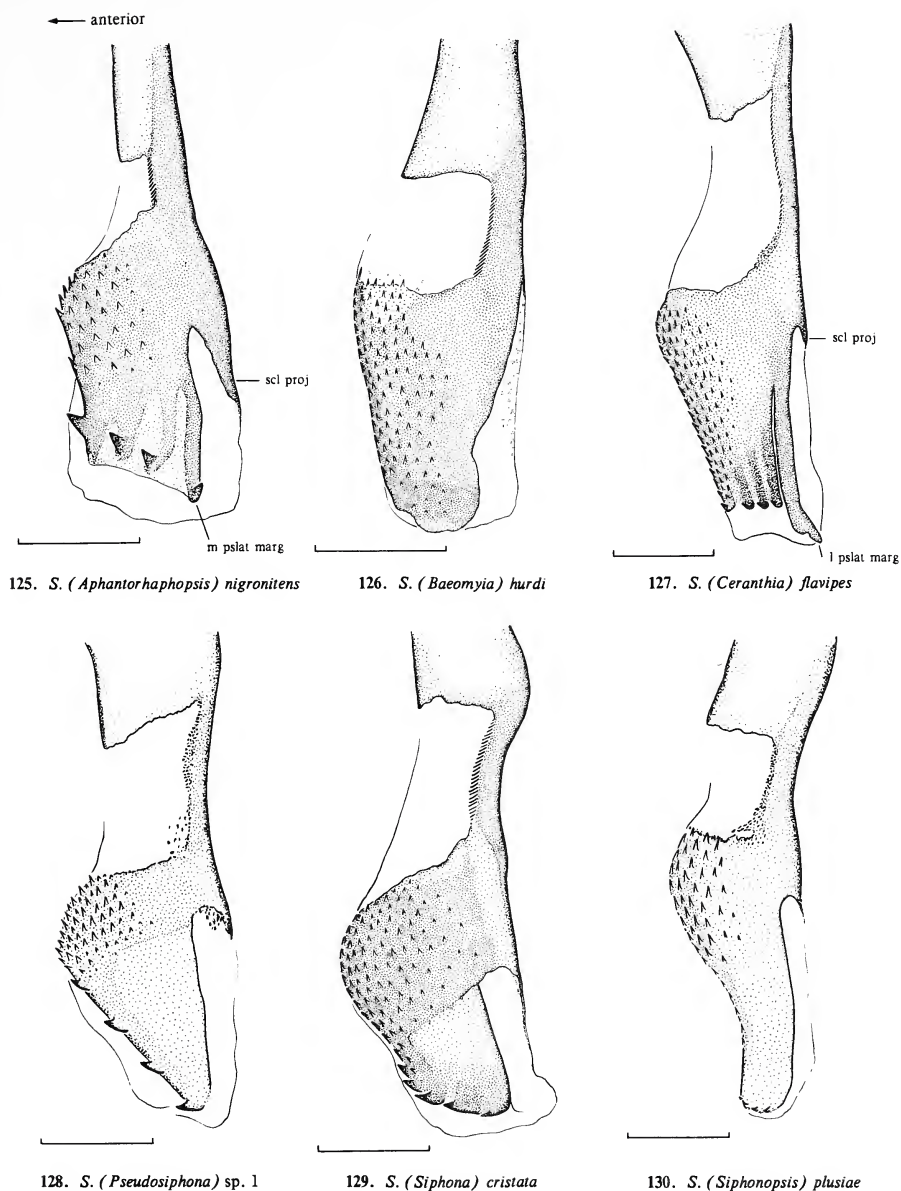 anterior
scl proj
scl proj
m pslat marg
l pslat marg
125. S. (Aphantorhaphopsis) nigronitens
126. S. (Baeomyia) hurdi
127. S. (Ceranthia) flavipes
128. S. (Pseudosiphona) sp. 1
129. S. (Siphona) cristata
130. S. (Siphonopsis) plusiae